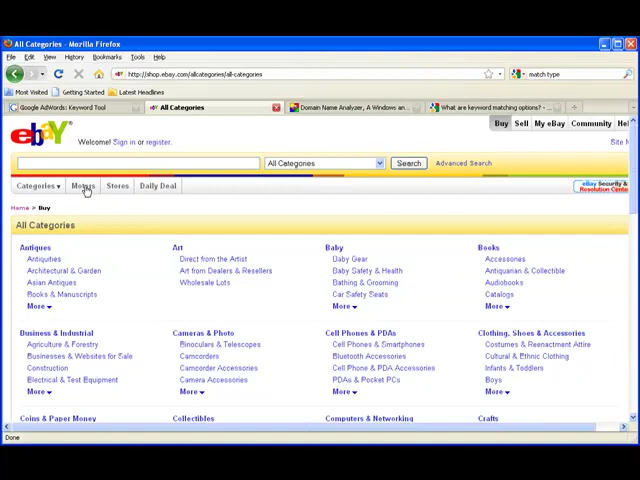 All Categories - Mozilla Firefox
File Edit View History Bookmarks Tools Help
http://shop.ebay.com/allcategories/all-categories
match type
Most Visited Getting Started Latest Headlines
Google AdWords: Keyword Tool
All Categories
Domain Name Analyzer, A Windows an...
What are keyword matching options? - ...
ebay
Buy Sell My eBay Community
Welcome! Sign in or register.
All Categories
Search
Advanced Search
Categories Motors Stores Daily Deal
eBay Security &
Resolution Center
Home > Buy
All Categories
Antiques Art Baby Books
Antiquities Direct from the Artist Baby Gear Accessories
Architectural & Garden Art from Dealers & Resellers Baby Safety & Health Antiquarian & Collectible
Asian Antiques Wholesale Lots Bathing & Grooming Audiobooks
Books & Manuscripts Car Safety Seats Catalogs
More More More
Business & Industrial Cameras & Photo Cell Phones & PDAs Clothing, Shoes & Accessories
Agriculture & Forestry Binoculars & Telescopes Cell Phones & Smartphones Costumes & Reenactment Attire
Businesses & Websites for Sale Camcorders Bluetooth Accessories Cultural & Ethnic Clothing
Construction Camcorder Accessories Cell Phone & PDA Accessories Infants & Toddlers
Electrical & Test Equipment Camera Accessories PDAs & Pocket PCs Boys
More More More More
Coins & Paper Money Collectibles Computers & Networking Crafts
Done